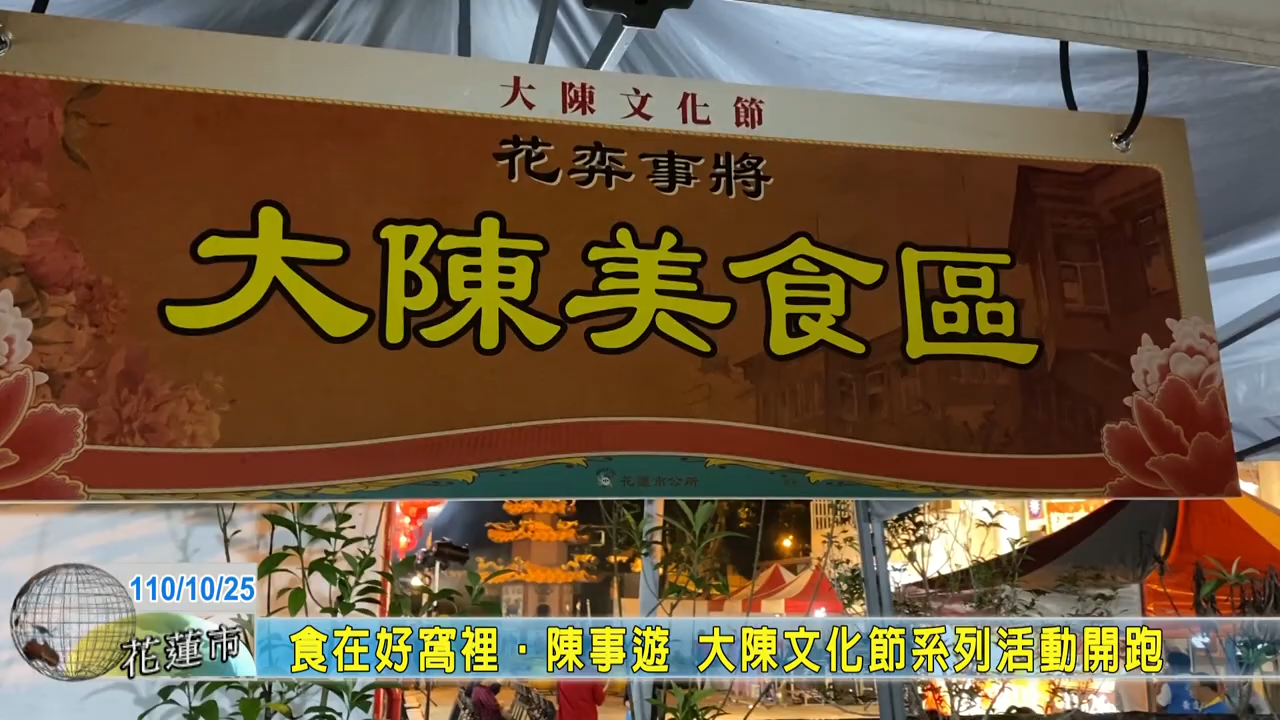 大陳文化節
花弈事將
大陳美食區
花蓮市公所
110/10/25
花蓮市
食在好窩裡‧陳事遊 大陳文化節系列活動開跑